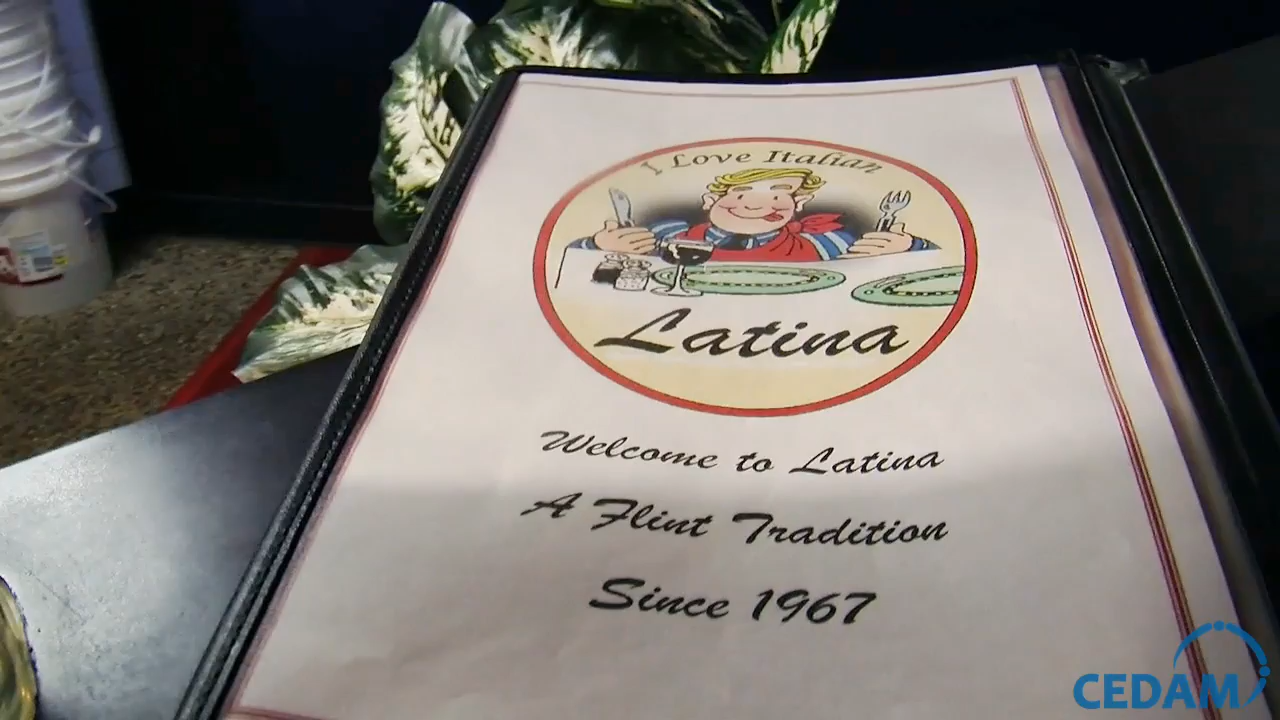 I Love Italian
Latina
Welcome to Latina
A Flint Tradition
Since 1967
CEDAM